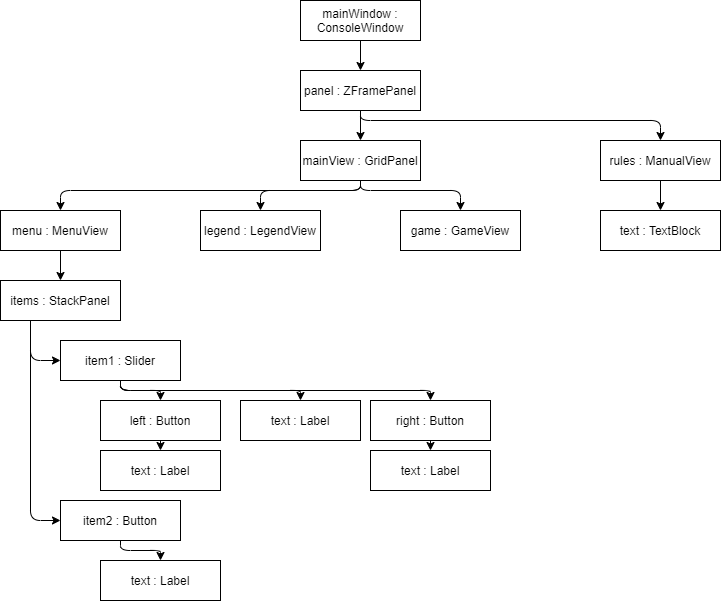 mainWindow :
ConsoleWindow
panel : ZFramePanel
mainView : GridPanel
rules : ManualView
menu : MenuView
legend : LegendView
game : GameView
text : TextBlock
items : StackPanel
item1 : Slider
left : Button
text : Label
right : Button
text : Label
text : Label
item2 : Button
text : Label